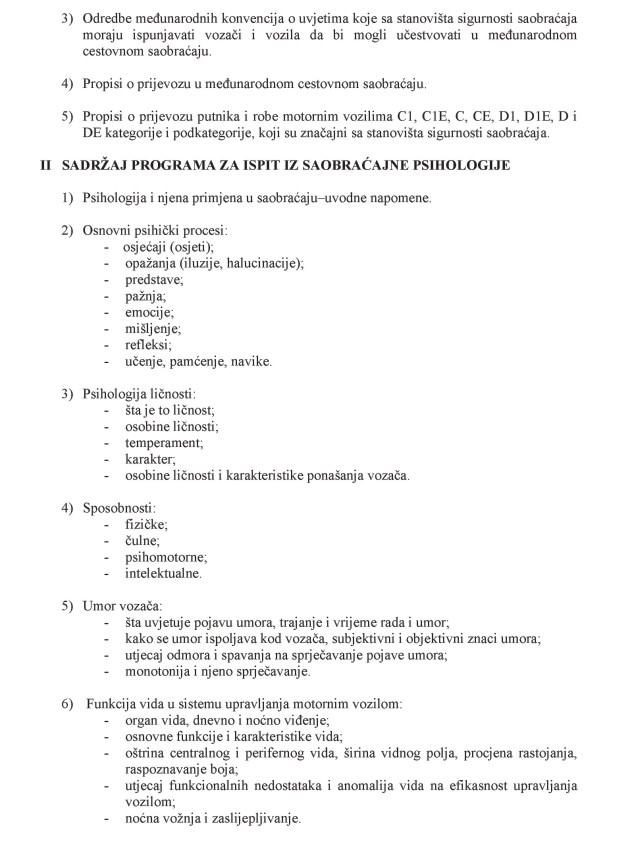 3) Odredbe međunarodnih konvencija o uvjetima koje sa stanovišta sigurnosti saobraćaja
moraju ispunjavati vozači i vozila da bi mogli učestvovati u međunarodnom
cestovnom saobraćaju.
4) Propisi o prijevozu u međunarodnom cestovnom saobraćaju.
5) Propisi o prijevozu putnika i robe motornim vozilima C1, C1E, C, CE, D1, D1E, D i
DE kategorije i podkategorije, koji su značajni sa stanovišta sigurnosti saobraćaja.
II SADRŽAJ PROGRAMA ZA ISPIT IZ SAOBRAĆAJNE PSIHOLOGIJE
1) Psihologija i njena primjena u saobraćaju–uvodne napomene.
2) Osnovni psihički procesi:
- osjećaji (osjeti);
- opažanja (iluzije, halucinacije);
- predstave;
- pažnja;
- emocije;
- mišljenje;
- refleksi;
- učenje, pamćenje, navike.
3) Psihologija ličnosti:
- šta je to ličnost;
- osobine ličnosti;
- temperament;
- karakter;
- osobine ličnosti i karakteristike ponašanja vozača.
4) Sposobnosti:
- fizičke;
- čulne;
- psihomotorne;
- intelektualne.
5) Umor vozača:
- šta uvjetuje pojavu umora, trajanje i vrijeme rada i umor;
- kako se umor ispoljava kod vozača, subjektivni i objektivni znaci umora;
- utjecaj odmora i spavanja na sprječavanje pojave umora;
- monotonija i njeno sprječavanje.
6) Funkcija vida u sistemu upravljanja motornim vozilom:
- organ vida, dnevno i noćno viđenje;
- osnovne funkcije i karakteristike vida;
- oštrina centralnog i perifernog vida, širina vidnog polja, procjena rastojanja,
raspoznavanje boja;
- utjecaj funkcionalnih nedostataka i anomalija vida na efikasnost upravljanja
vozilom;
- noćna vožnja i zaslijepljivanje.